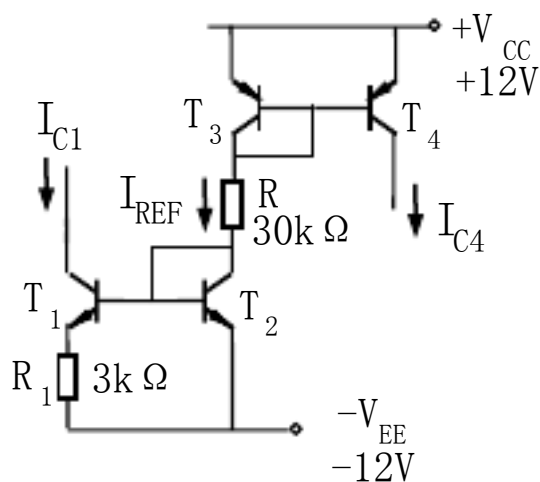 +V CC
+12V
T 3
T 4
I C1
I REF
R
30k Ω
I C4
T 1
T 2
R 1
3k Ω
-V EE
-12V